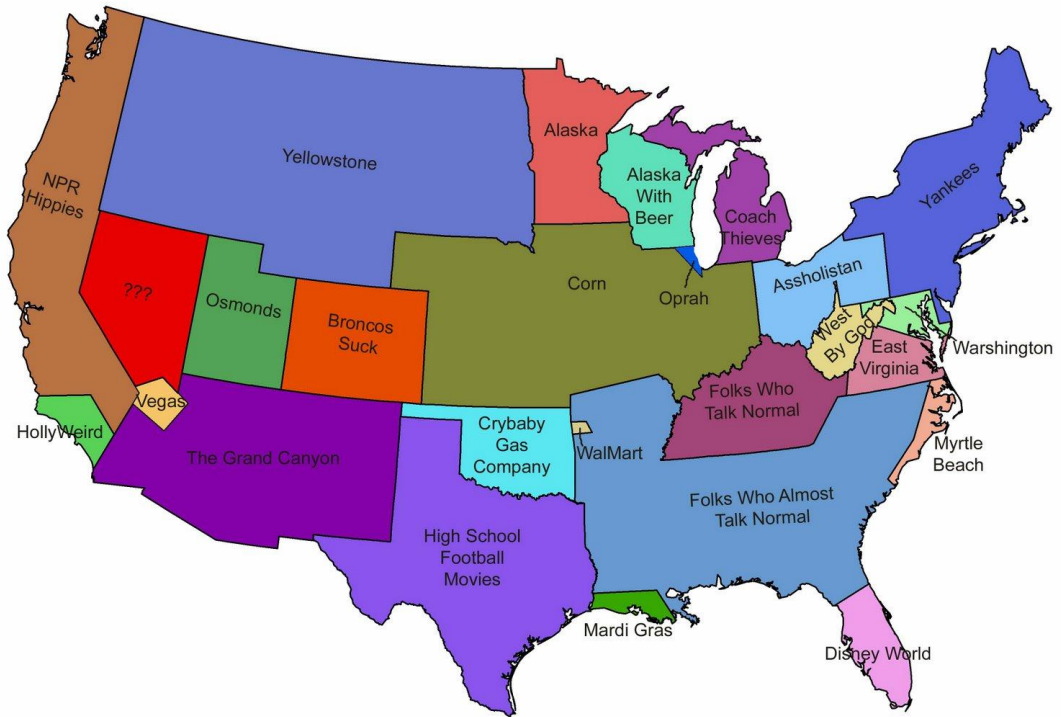 NPR
Hippies
Yellowstone
Alaska
Alaska
With
Beer
Coach
Thieves
Yankees
???
Osmonds
Broncos
Suck
Corn
Oprah
Assholistan
West
By God
East
Virginia
Warshington
Vegas
HollyWeird
The Grand Canyon
Crybaby
Gas
Company
WalMart
Folks Who
Talk Normal
Myrtle
Beach
Folks Who Almost
Talk Normal
High School
Football
Movies
Mardi Gras
Disney World